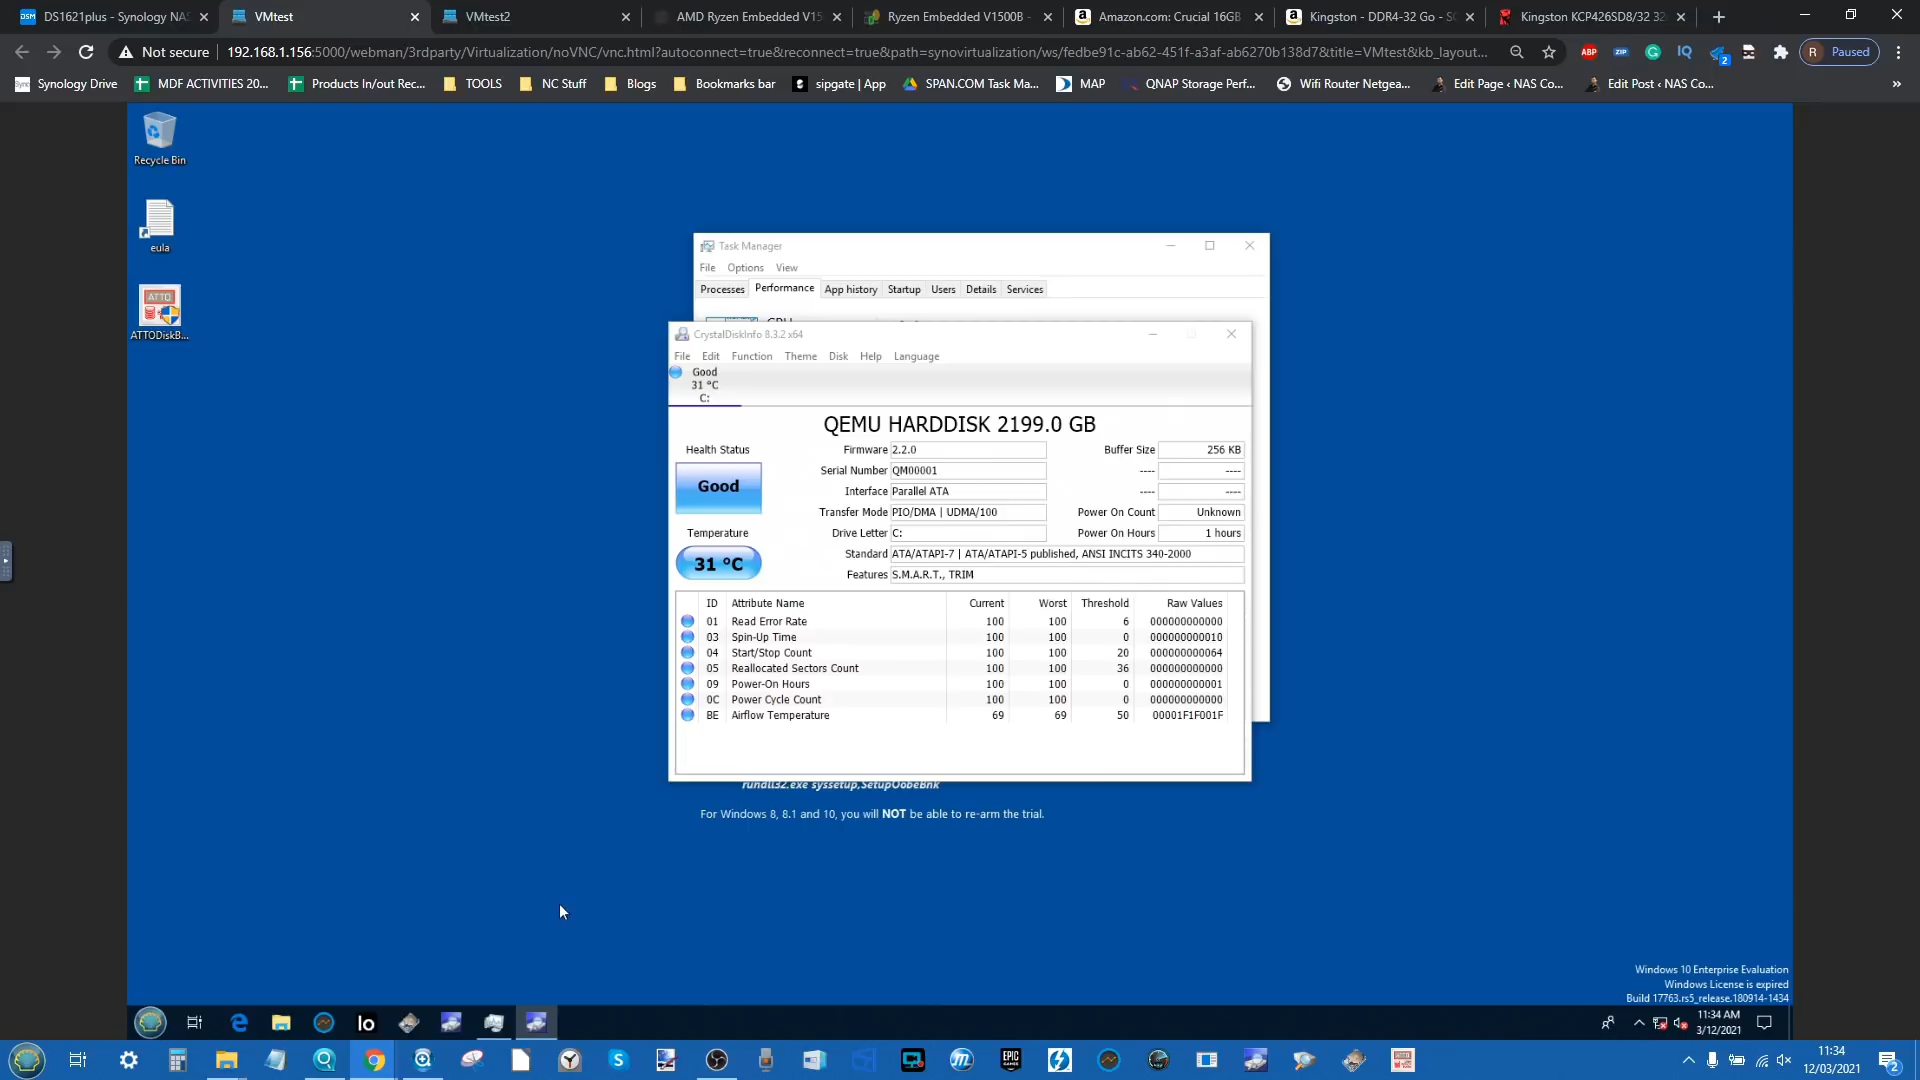 DS1621plus - Synology NAS
VMtest
VMtest2
AMD Ryzen Embedded V15
Ryzen Embedded V1500B -
Amazon.com: Crucial 16GB
Kingston - DDR4-32 Go - SO
Kingston KCP426SD8/32 32
Not secure
192.168.1.156:5000/webman/3rdparty/Virtualization/noVNC/vnc.html?autoconnect=true&reconnect=true&path=synovirtualization/ws/fedbe91c-ab62-451f-a3af-ab6270b138d7&title=VMtest&kb_layout...
ABP
ZIP
IQ
2
R Paused
Synology Drive
MDF ACTIVITIES 20...
Products In/out Rec...
TOOLS
NC Stuff
Blogs
Bookmarks bar
sipgate | App
SPAN.COM Task Ma...
MAP
QNAP Storage Perf...
Wifi Router Netgea...
Edit Page ‹ NAS Co...
Edit Post ‹ NAS Co...
»
Recycle Bin
eula
ATTO
ATTODiskB...
Task Manager
File Options View
Processes Performance App history Startup Users Details Services
CrystalDiskInfo 8.3.2 x64
File Edit Function Theme Disk Help Language
Good
31 °C
C:
QEMU HARDDISK 2199.0 GB
Health Status
Good
Temperature
31 °C
Firmware 2.2.0
Buffer Size 256 KB
Serial Number QM00001
---- ----
Interface Parallel ATA
---- ----
Transfer Mode PIO/DMA | UDMA/100
Power On Count Unknown
Drive Letter C:
Power On Hours 1 hours
Standard ATA/ATAPI-7 | ATA/ATAPI-5 published, ANSI INCITS 340-2000
Features S.M.A.R.T., TRIM
ID Attribute Name Current Worst Threshold Raw Values
01 Read Error Rate 100 100 6 000000000000
03 Spin-Up Time 100 100 0 000000000010
04 Start/Stop Count 100 100 20 000000000064
05 Reallocated Sectors Count 100 100 36 000000000000
09 Power-On Hours 100 100 0 000000000001
0C Power Cycle Count 100 100 0 000000000000
BE Airflow Temperature 69 69 50 00001F1F001F
rundll32.exe syssetup,SetupOobeBnk
For Windows 8, 8.1 and 10, you will NOT be able to re-arm the trial.
Windows 10 Enterprise Evaluation
Windows License is expired
Build 17763.rs5_release.180914-1434
Io
11:34 AM
3/12/2021
EPIC GAMES
11:34
12/03/2021
2